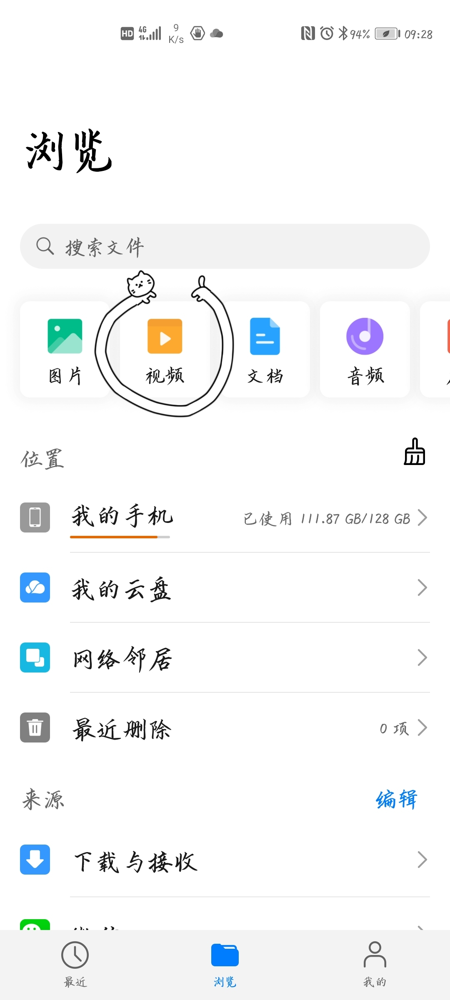 HD 4G 9 K/s 94% 09:28
浏览
搜索文件
图片 视频 文档 音频
位置
我的手机 已使用 111.87 GB/128 GB
我的云盘
网络邻居
最近删除 0 项
来源 编辑
下载与接收
最近 浏览 我的